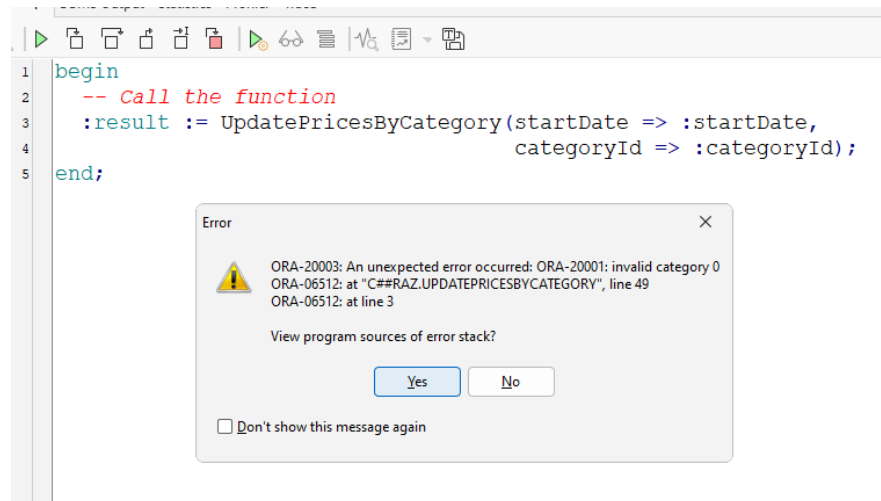 begin
-- Call the function
:result := UpdatePricesByCategory(startDate => :startDate,
categoryId => :categoryId);
end;
1
2
3
4
5
Error
ORA-20003: An unexpected error occurred: ORA-20001: invalid category 0
ORA-06512: at "C##RAZ.UPDATEPRICESBYCATEGORY", line 49
ORA-06512: at line 3
View program sources of error stack?
Yes
No
Don't show this message again